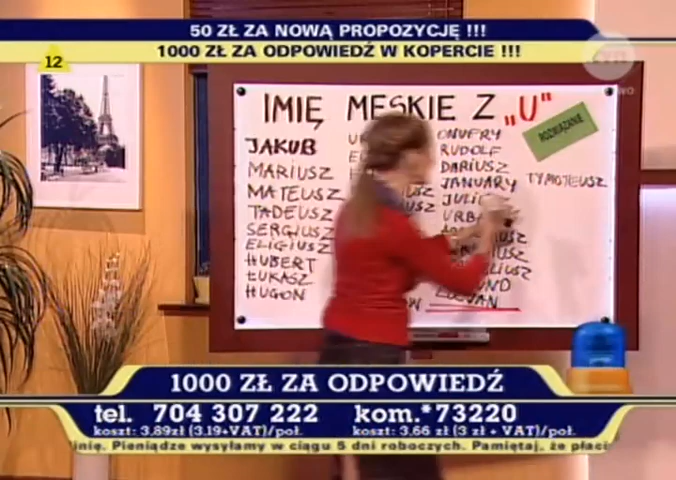 50 ZŁ ZA NOWĄ PROPOZYCJĘ !!!
1000 ZŁ ZA ODPOWIEDŹ W KOPERCIE !!!
12
IMIĘ MĘSKIE Z „U"
ROZWIĄZANIE
JAKUB
MARIUSZ
MATEUSZ
TADEUSZ
SERGIUSZ
ELIGIUSZ
HUBERT
ŁUKASZ
HUGON
ONUFRY
RUDOLF
DARIUSZ
JANUARY
TYMOTEUSZ
1000 ZŁ ZA ODPOWIEDŹ
tel. 704 307 222
koszt: 3.89zł (3.19+VAT)/poł.
kom.*73220
koszt: 3.66 zł (3 zł + VAT)/poł.
Pieniądze wysyłamy w ciągu 5 dni roboczych. Pamiętaj, że